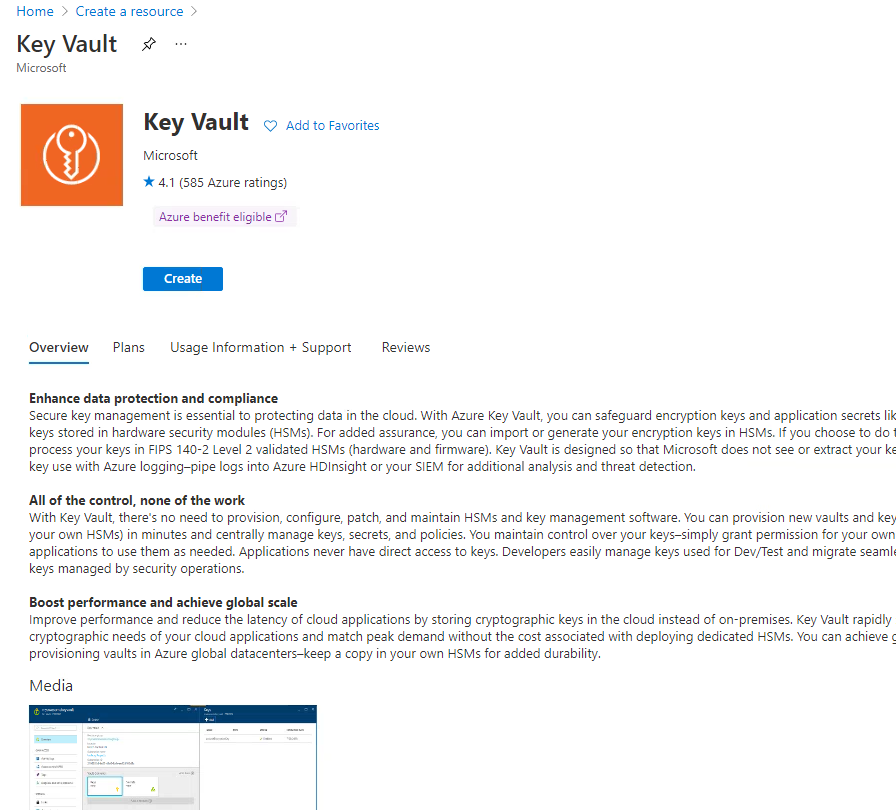 Home > Create a resource >
Key Vault ...
Microsoft
Key Vault Add to Favorites
Microsoft
★ 4.1 (585 Azure ratings)
Azure benefit eligible
Create
Overview Plans Usage Information + Support Reviews
Enhance data protection and compliance
Secure key management is essential to protecting data in the cloud. With Azure Key Vault, you can safeguard encryption keys and application secrets lik
keys stored in hardware security modules (HSMs). For added assurance, you can import or generate your encryption keys in HSMs. If you choose to do t
process your keys in FIPS 140-2 Level 2 validated HSMs (hardware and firmware). Key Vault is designed so that Microsoft does not see or extract your ke
key use with Azure logging–pipe logs into Azure HDInsight or your SIEM for additional analysis and threat detection.
All of the control, none of the work
With Key Vault, there's no need to provision, configure, patch, and maintain HSMs and key management software. You can provision new vaults and key
your own HSMs) in minutes and centrally manage keys, secrets, and policies. You maintain control over your keys–simply grant permission for your own
applications to use them as needed. Applications never have direct access to keys. Developers easily manage keys used for Dev/Test and migrate seaml
keys managed by security operations.
Boost performance and achieve global scale
Improve performance and reduce the latency of cloud applications by storing cryptographic keys in the cloud instead of on-premises. Key Vault rapidly
cryptographic needs of your cloud applications and match peak demand without the cost associated with deploying dedicated HSMs. You can achieve g
provisioning vaults in Azure global datacenters–keep a copy in your own HSMs for added durability.
Media
Keys